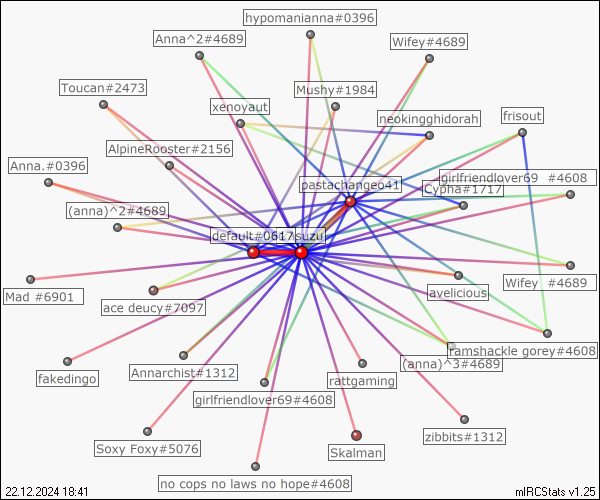 hypomanianna#0396
Anna^2#4689
Wifey#4689
Toucan#2473
Mushy#1984
xenoyaut
neokingghidorah
frisout
AlpineRooster#2156
Anna.#0396
pastachangeo41
girlfriendlover69 #4608
Cypha#1717
(anna)^2#4689
default#0617
suzu
Mad #6901
ace deucy#7097
avelicious
Wifey #4689
ramshackle gorey#4608
(anna)^3#4689
fakedingo
Annarchist#1312
rattgaming
girlfriendlover69#4608
Soxy Foxy#5076
Skalman
zibbits#1312
no cops no laws no hope#4608
22.12.2024 18:41
mIRCStats v1.25